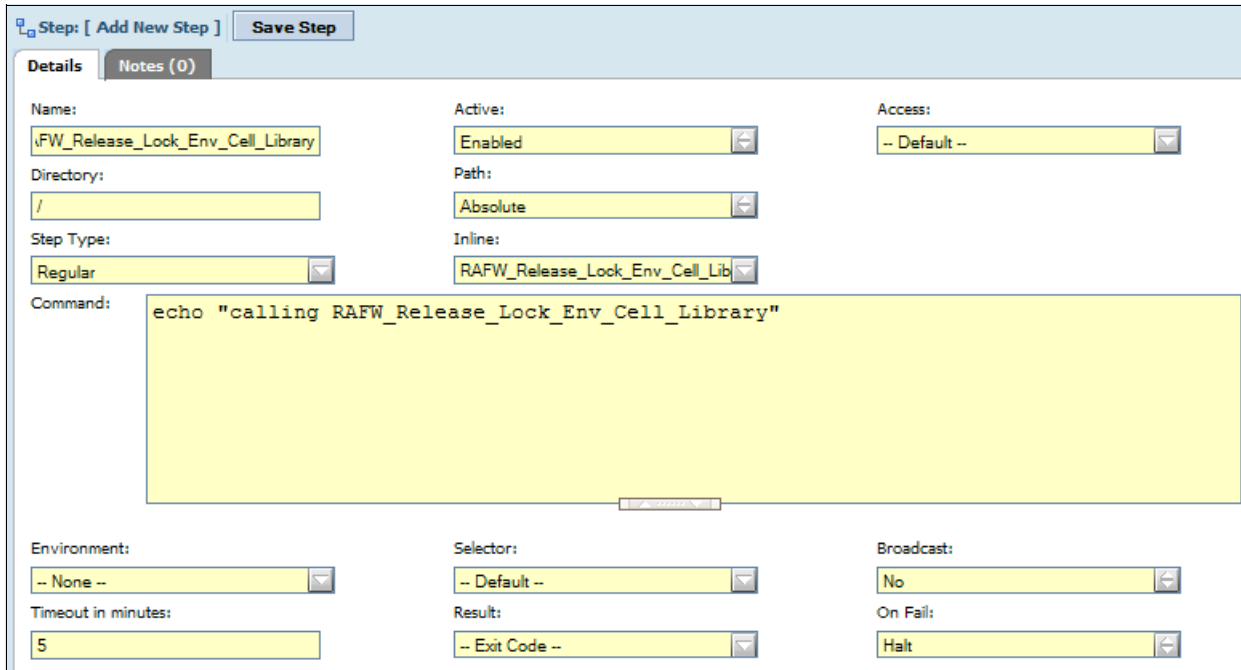 Step: [ Add New Step ] Save Step
Details Notes (0)
Name: Active: Access:
FW_Release_Lock_Env_Cell_Library Enabled -- Default --
Directory: Path:
/ Absolute
Step Type: Inline:
Regular RAFW_Release_Lock_Env_Cell_Lib
Command:
echo "calling RAFW_Release_Lock_Env_Cell_Library"
Environment: Selector: Broadcast:
-- None -- -- Default -- No
Timeout in minutes: Result: On Fail:
5 -- Exit Code -- Halt